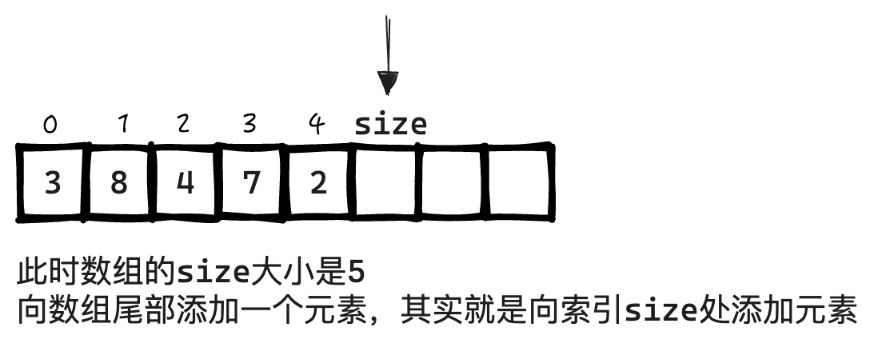 0 1 2 3 4 size
3 8 4 7 2
此时数组的size大小是5
向数组尾部添加一个元素，其实就是向索引size处添加元素